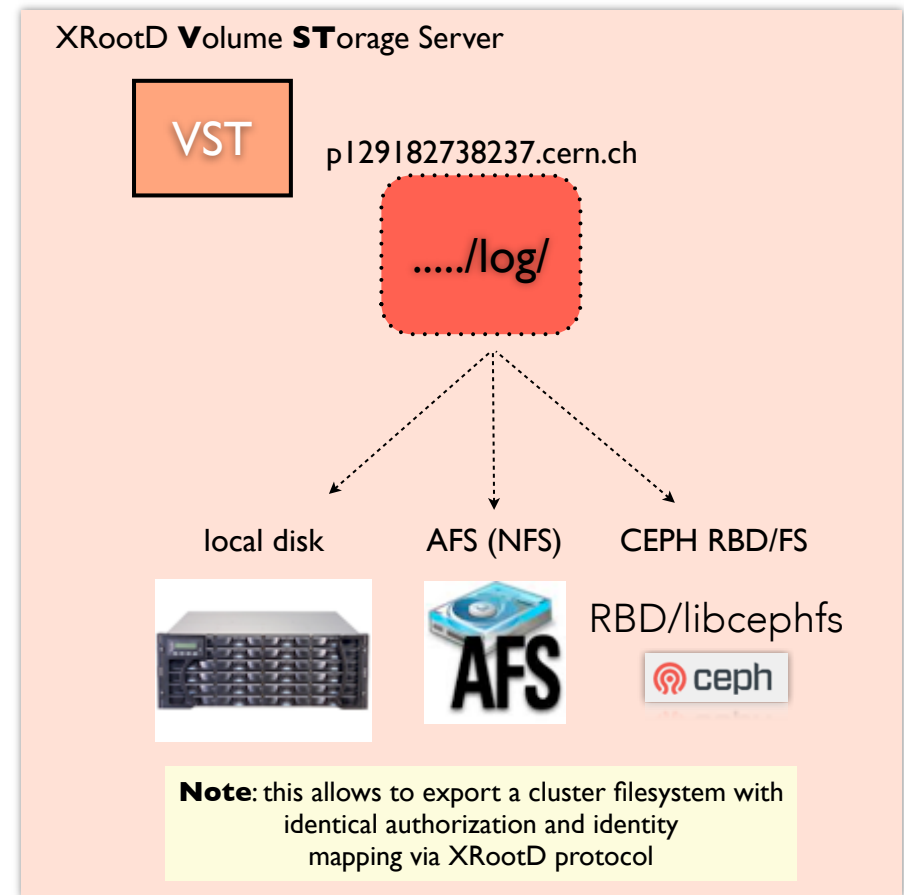 XRootD Volume STorage Server
VST
p129182738237.cern.ch
...../log/
local disk
AFS (NFS)
CEPH RBD/FS
AFS
RBD/libcephfs
ceph
Note: this allows to export a cluster filesystem with
identical authorization and identity
mapping via XRootD protocol